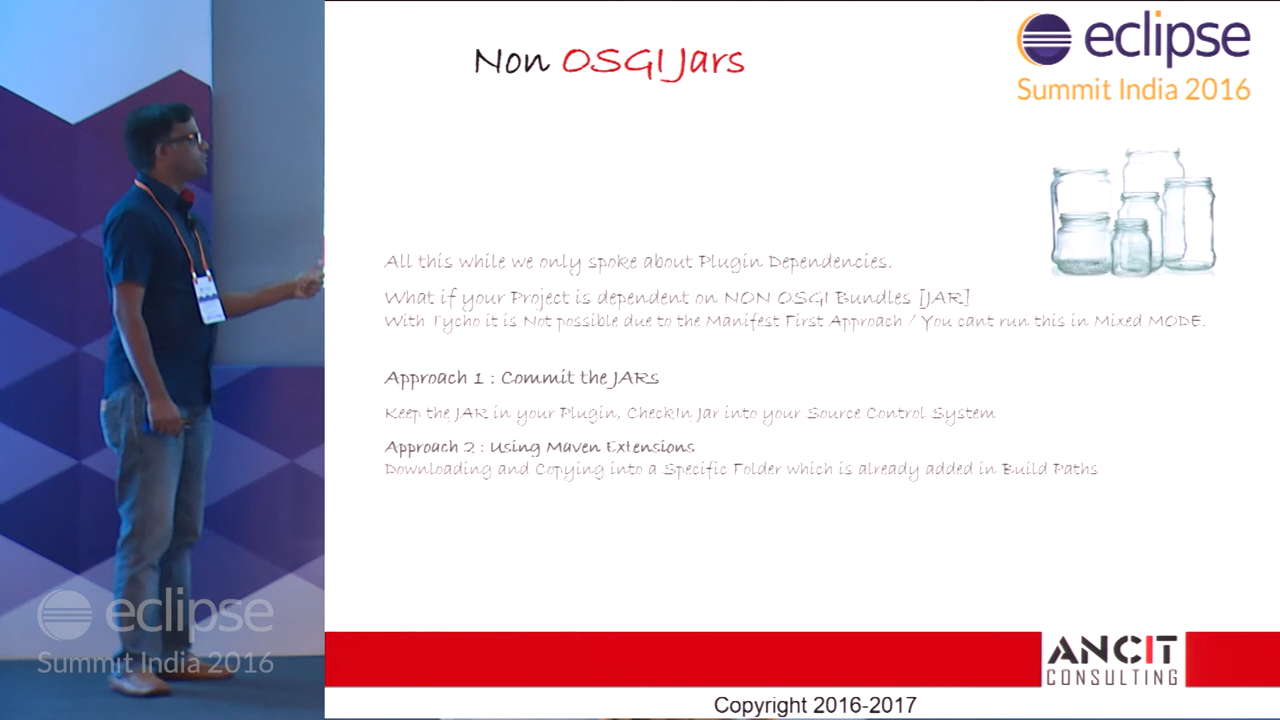 Non OSGI Jars
eclipse
Summit India 2016
All this while we only spoke about Plugin Dependencies.
What if your Project is dependent on NON OSGI Bundles [JAR]
With Tycho it is Not possible due to the Manifest First Approach / You cant run this in Mixed MODE.
Approach 1 : Commit the JARs
Keep the JAR in your Plugin, CheckIn Jar into your Source Control System
Approach 2 : Using Maven Extensions
Downloading and Copying into a Specific Folder which is already added in Build Paths
eclipse
Summit India 2016
ANCIT
CONSULTING
Copyright 2016-2017